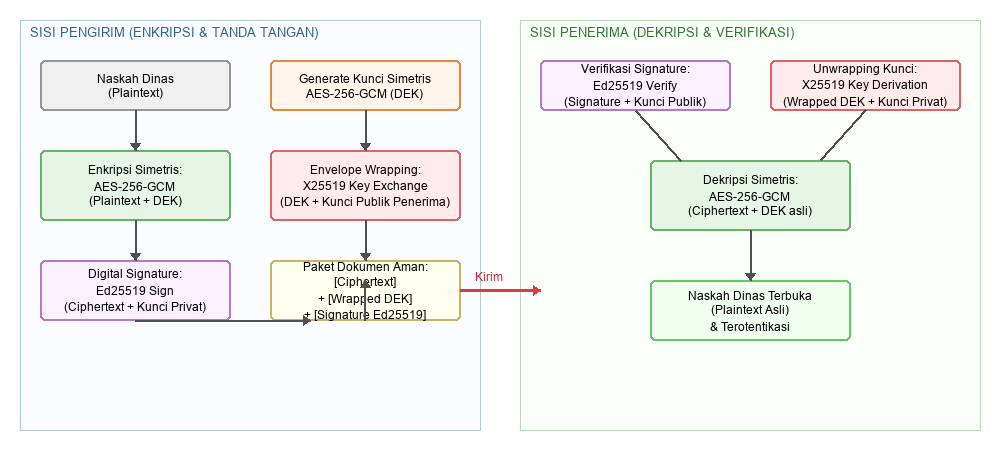 SISI PENGIRIM (ENKRIPSI & TANDA TANGAN)
Naskah Dinas
(Plaintext)
Generate Kunci Simetris
AES-256-GCM (DEK)
Enkripsi Simetris:
AES-256-GCM
(Plaintext + DEK)
Envelope Wrapping:
X25519 Key Exchange
(DEK + Kunci Publik Penerima)
Digital Signature:
Ed25519 Sign
(Ciphertext + Kunci Privat)
Paket Dokumen Aman:
[Ciphertext]
+ [Wrapped DEK]
+ [Signature Ed25519]
Kirim
SISI PENERIMA (DEKRIPSI & VERIFIKASI)
Verifikasi Signature:
Ed25519 Verify
(Signature + Kunci Publik)
Unwrapping Kunci:
X25519 Key Derivation
(Wrapped DEK + Kunci Privat)
Dekripsi Simetris:
AES-256-GCM
(Ciphertext + DEK asli)
Naskah Dinas Terbuka
(Plaintext Asli)
& Terotentikasi